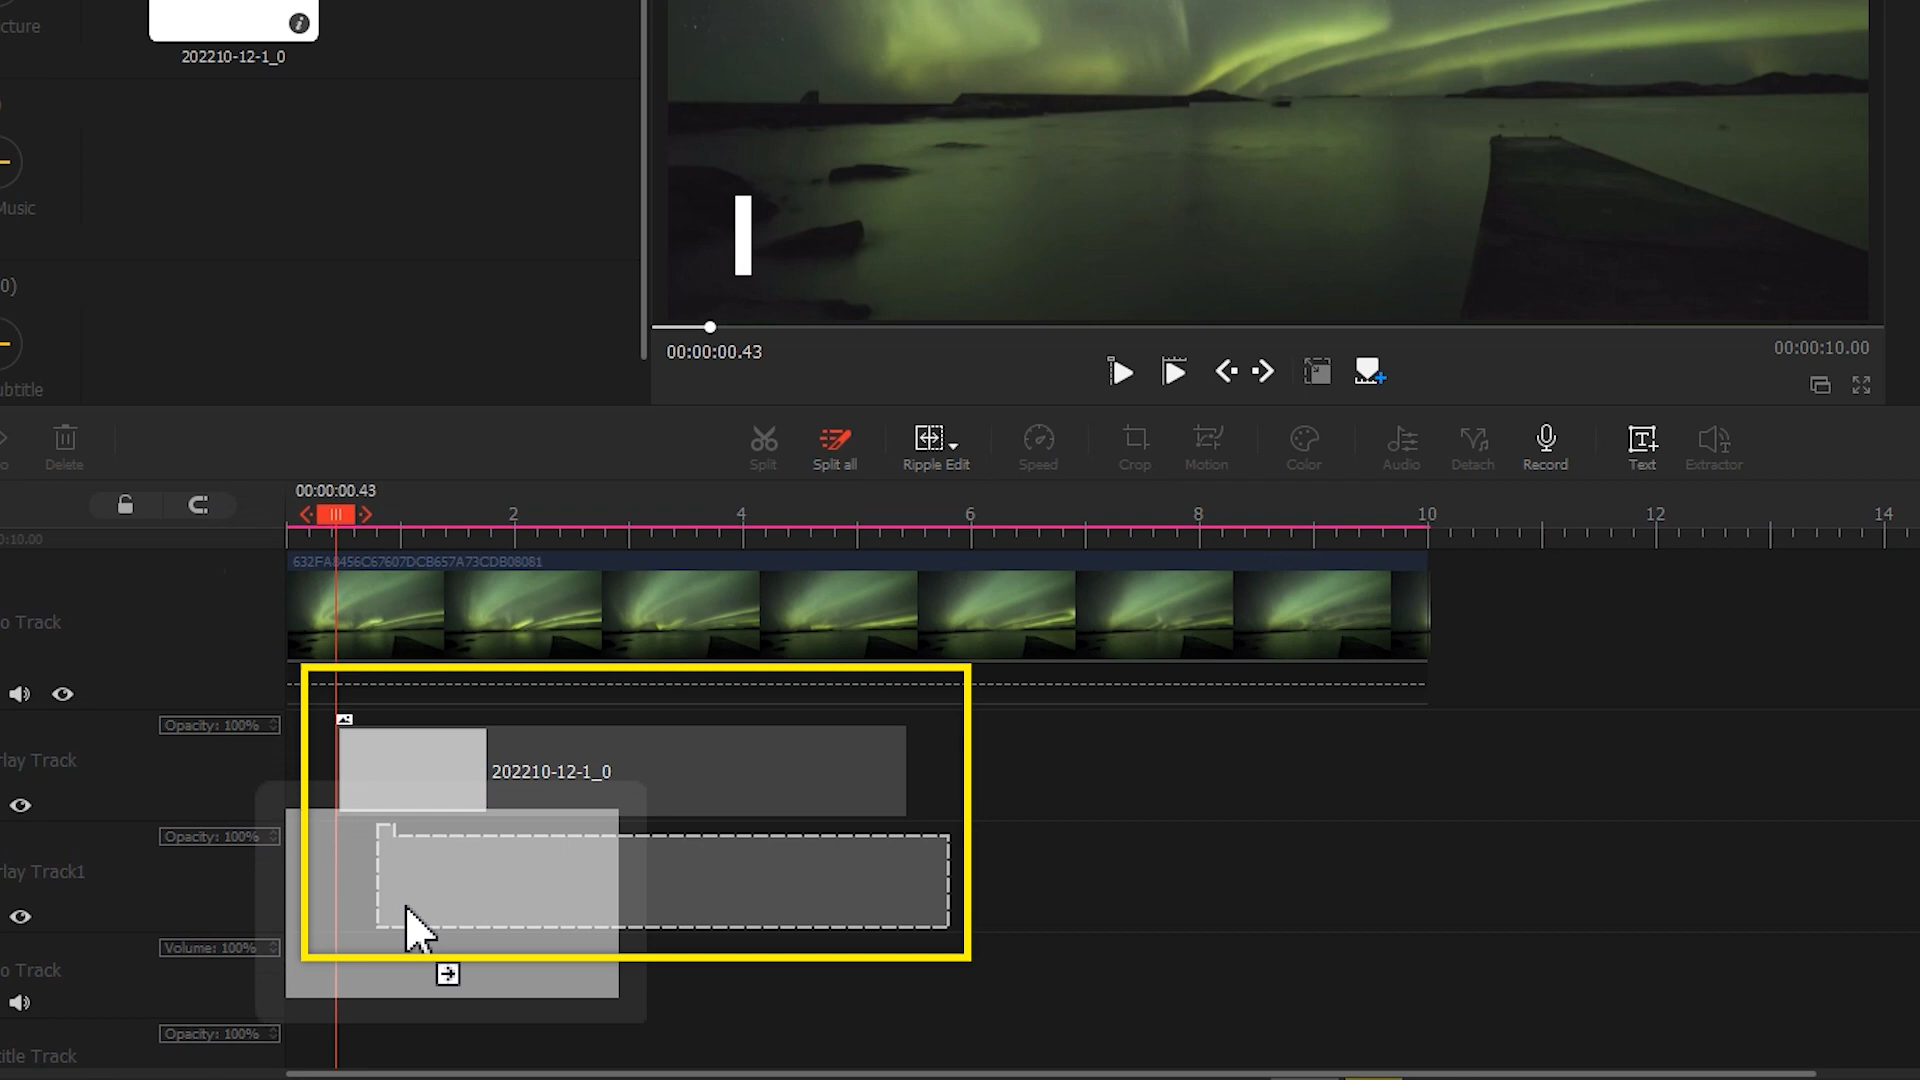 cture
202210-12-1_0
Music
0)
ubtitle
00:00:00.43
00:00:10.00
o
Delete
Split
Split all
Ripple Edit
Speed
Crop
Motion
Color
Audio
Detach
Record
Text
Extractor
00:00:00.43
2
4
6
8
10
12
14
0:10.00
632FA8456C67607DCB657A73CDB08081
o Track
Opacity: 100%
lay Track
202210-12-1_0
Opacity: 100%
rlay Track1
Volume: 100%
o Track
Opacity: 100%
title Track